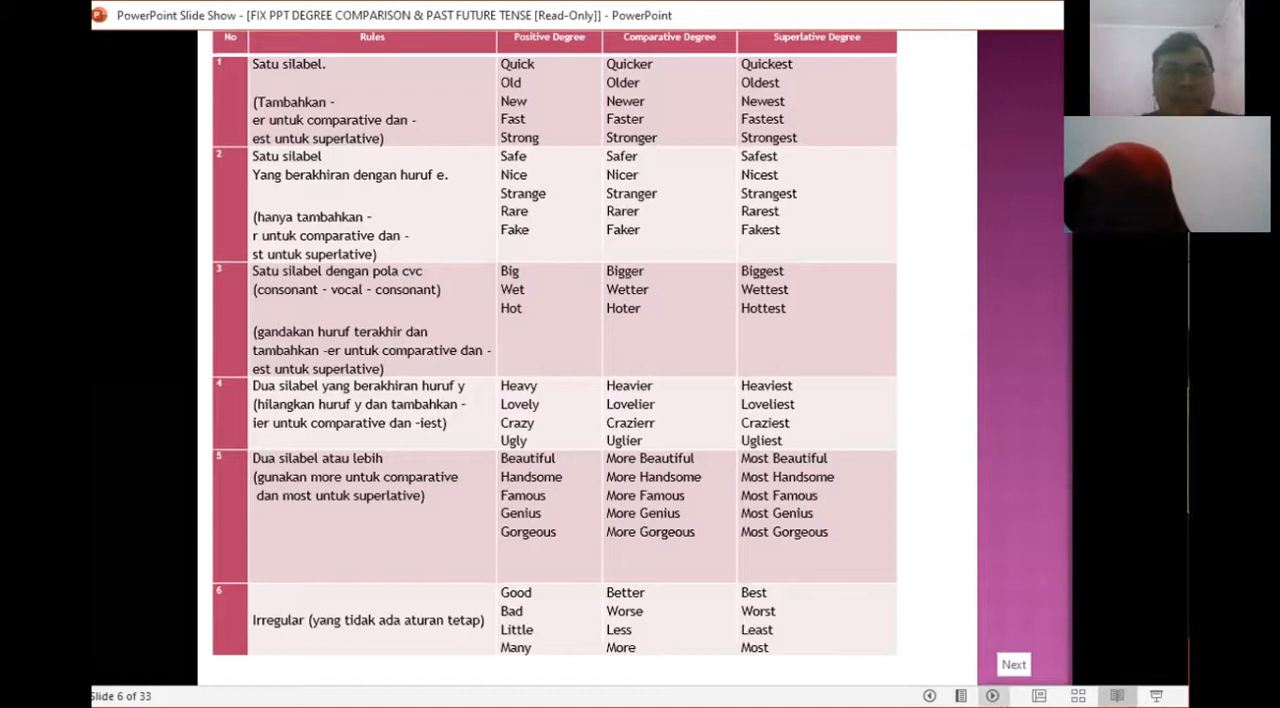 PowerPoint Slide Show - [FIX PPT DEGREE COMPARISON & PAST FUTURE TENSE [Read-Only]] - PowerPoint
No Rules Positive Degree Comparative Degree Superlative Degree
1 Satu silabel. Quick Quicker Quickest
Old Older Oldest
(Tambahkan - New Newer Newest
er untuk comparative dan - Fast Faster Fastest
est untuk superlative) Strong Stronger Strongest
2 Satu silabel Safe Safer Safest
Yang berakhiran dengan huruf e. Nice Nicer Nicest
Strange Stranger Strangest
(hanya tambahkan - Rare Rarer Rarest
r untuk comparative dan - Fake Faker Fakest
st untuk superlative)
3 Satu silabel dengan pola cvc Big Bigger Biggest
(consonant - vocal - consonant) Wet Wetter Wettest
Hot Hoter Hottest
(gandakan huruf terakhir dan
tambahkan -er untuk comparative dan -
est untuk superlative)
4 Dua silabel yang berakhiran huruf y Heavy Heavier Heaviest
(hilangkan huruf y dan tambahkan - Lovely Lovelier Loveliest
ier untuk comparative dan -iest) Crazy Crazierr Craziest
Ugly Uglier Ugliest
5 Dua silabel atau lebih Beautiful More Beautiful Most Beautiful
(gunakan more untuk comparative Handsome More Handsome Most Handsome
dan most untuk superlative) Famous More Famous Most Famous
Genius More Genius Most Genius
Gorgeous More Gorgeous Most Gorgeous
6 Good Better Best
Bad Worse Worst
Irregular (yang tidak ada aturan tetap) Little Less Least
Many More Most
Next
Slide 6 of 33